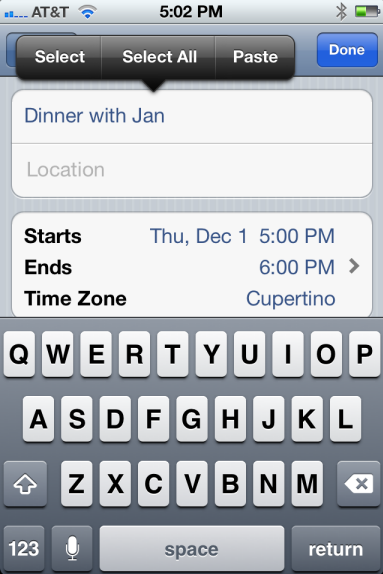 AT&T 5:02 PM
Select Select All Paste Done
Dinner with Jan
Location
Starts Thu, Dec 1 5:00 PM
Ends 6:00 PM
Time Zone Cupertino
Q W E R T Y U I O P
A S D F G H J K L
Z X C V B N M
123 space return